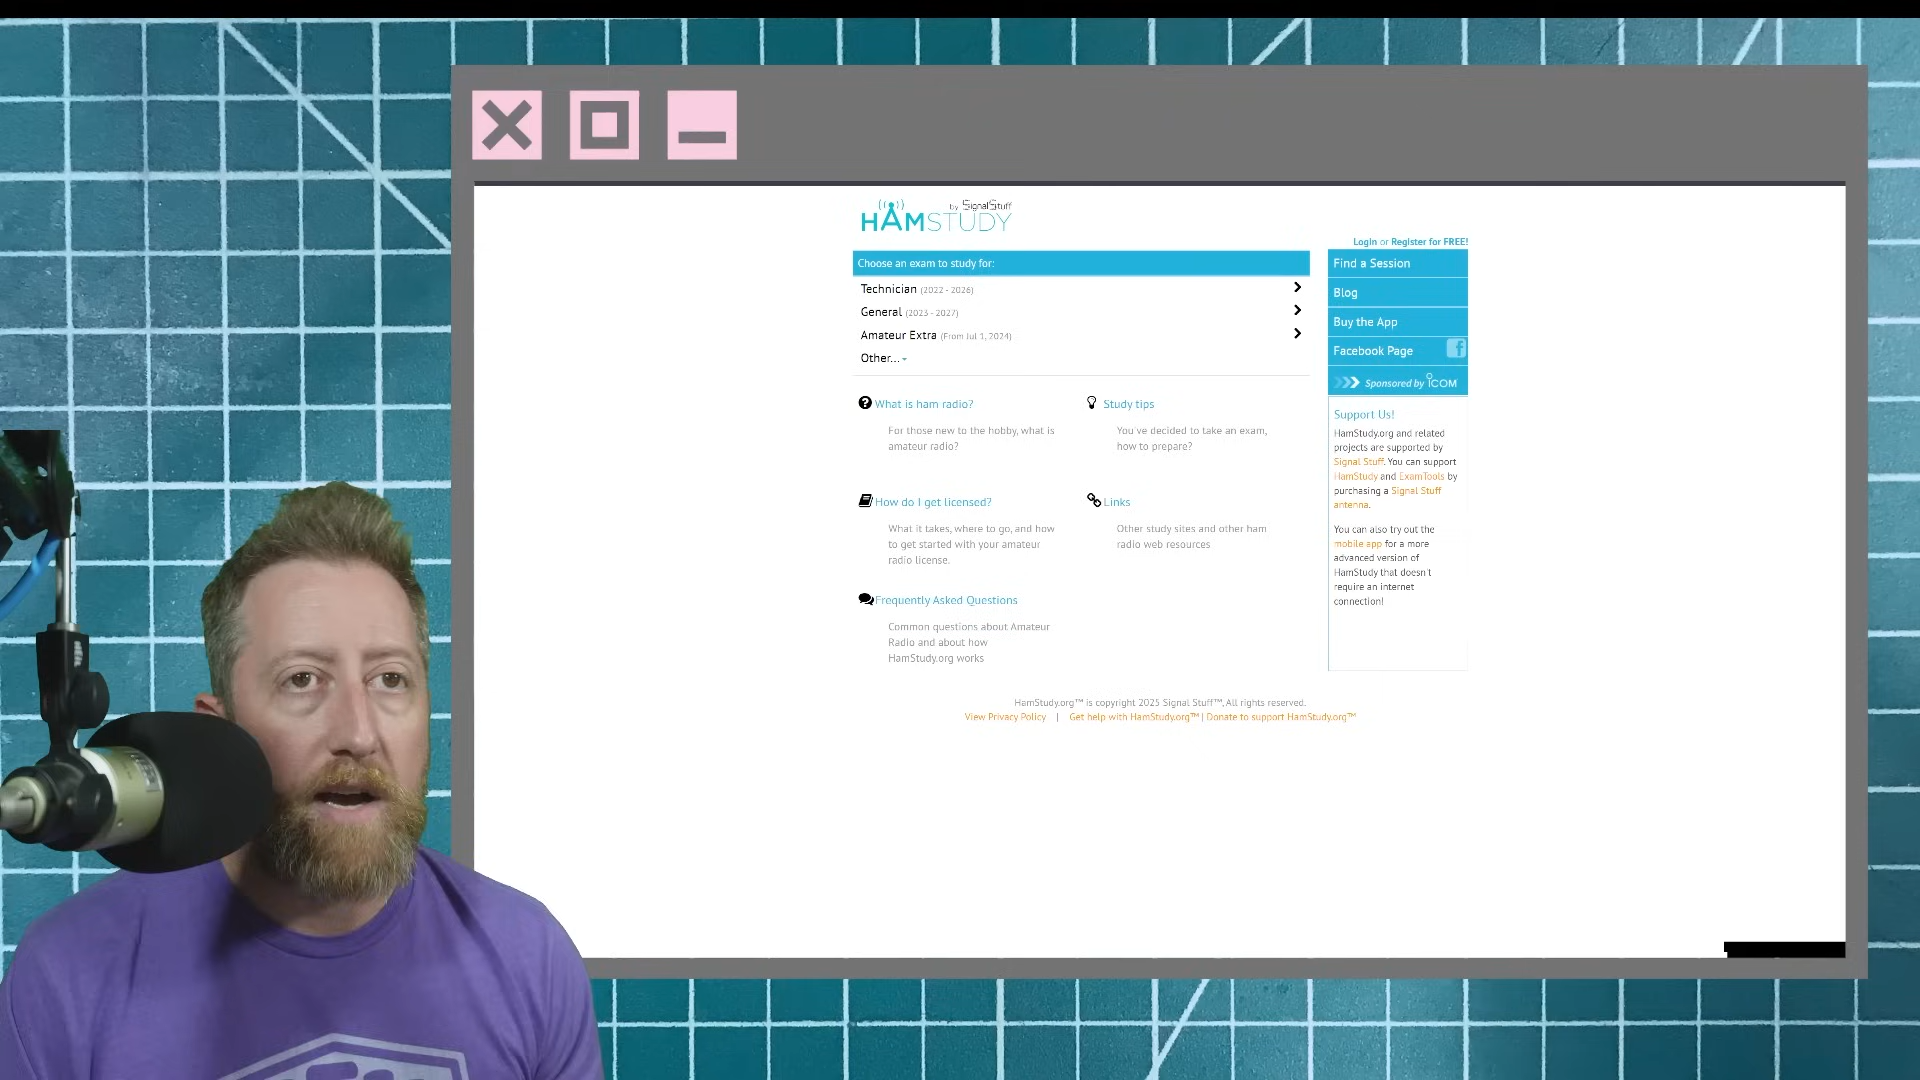 by SignalStuff
HAMSTUDY
Login or Register for FREE!
Choose an exam to study for:
Technician (2022 - 2026)
General (2023 - 2027)
Amateur Extra (From Jul 1, 2024)
Other...
What is ham radio?
For those new to the hobby, what is
amateur radio?
Study tips
You've decided to take an exam,
how to prepare?
How do I get licensed?
What it takes, where to go, and how
to get started with your amateur
radio license.
Links
Other study sites and other ham
radio web resources
Frequently Asked Questions
Common questions about Amateur
Radio and about how
HamStudy.org works
Find a Session
Blog
Buy the App
Facebook Page
Sponsored by ICOM
Support Us!
HamStudy.org and related
projects are supported by
Signal Stuff. You can support
HamStudy and ExamTools by
purchasing a Signal Stuff
antenna.
You can also try out the
mobile app for a more
advanced version of
HamStudy that doesn't
require an internet
connection!
HamStudy.org™ is copyright 2025 Signal Stuff™, All rights reserved.
View Privacy Policy | Get help with HamStudy.org™ | Donate to support HamStudy.org™